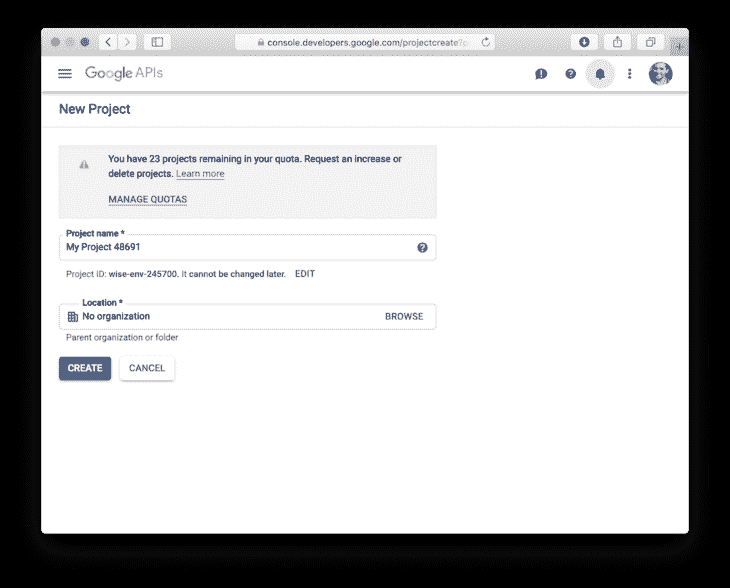 console.developers.google.com/projectcreate?p
Google APIs
New Project
You have 23 projects remaining in your quota. Request an increase or
delete projects. Learn more
MANAGE QUOTAS
Project name *
My Project 48691
Project ID: wise-env-245700. It cannot be changed later. EDIT
Location *
No organization BROWSE
Parent organization or folder
CREATE CANCEL